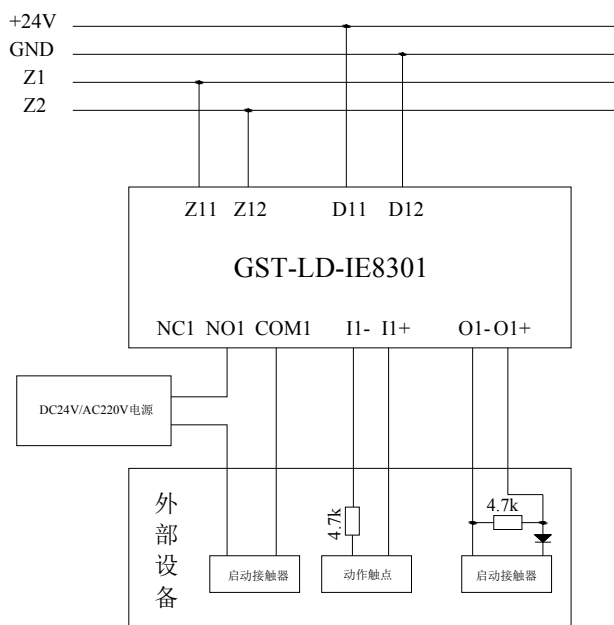 +24V
GND
Z1
Z2
Z11 Z12 D11 D12
GST-LD-IE8301
NC1 NO1 COM1 I1- I1+ O1- O1+
DC24V/AC220V电源
外部设备
4.7k
4.7k
启动接触器
动作触点
启动接触器